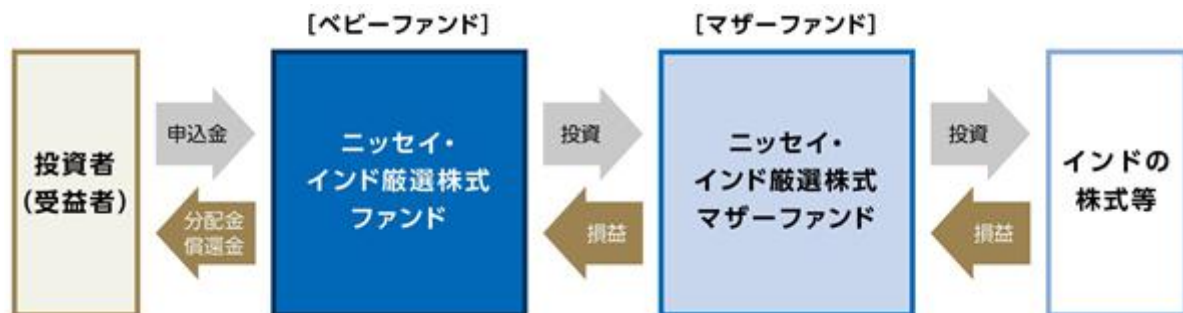 [ベビーファンド]
[マザーファンド]
投資者
(受益者)
申込金
分配金
償還金
ニッセイ・
インド厳選株式
ファンド
投資
損益
ニッセイ・
インド厳選株式
マザーファンド
投資
損益
インドの
株式等